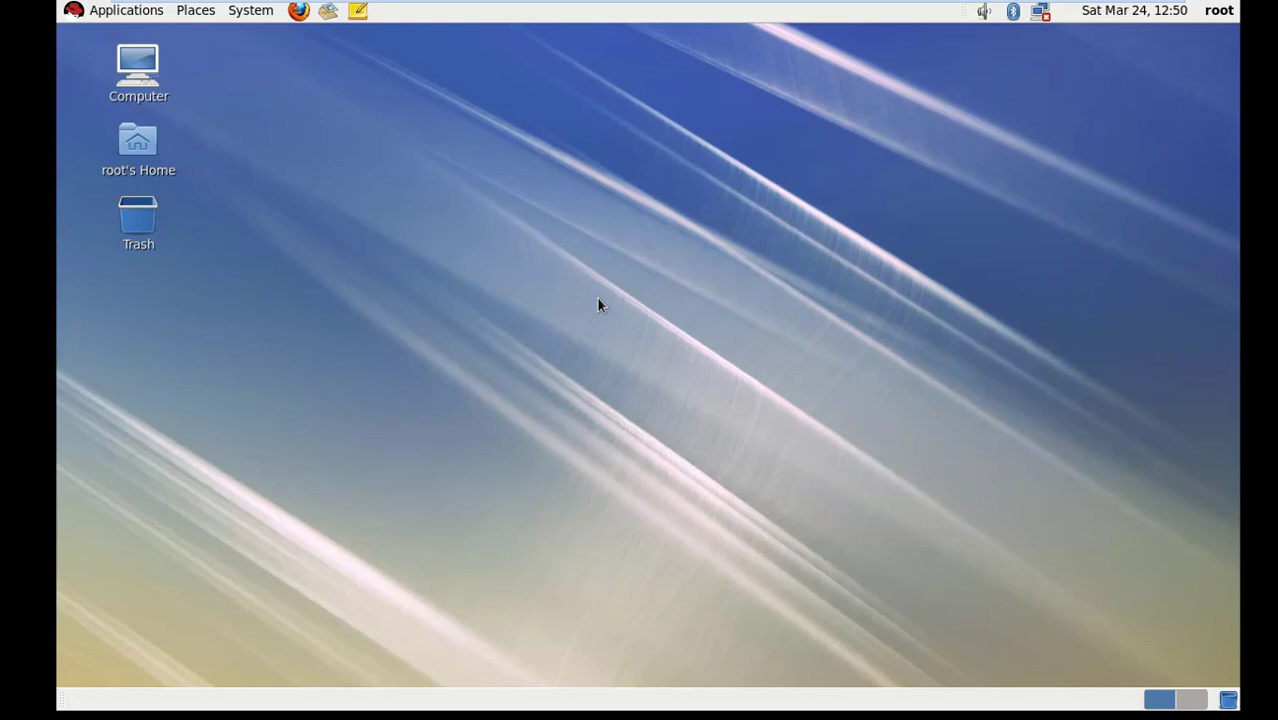 Applications Places System Sat Mar 24, 12:50 root
Computer
root's Home
Trash